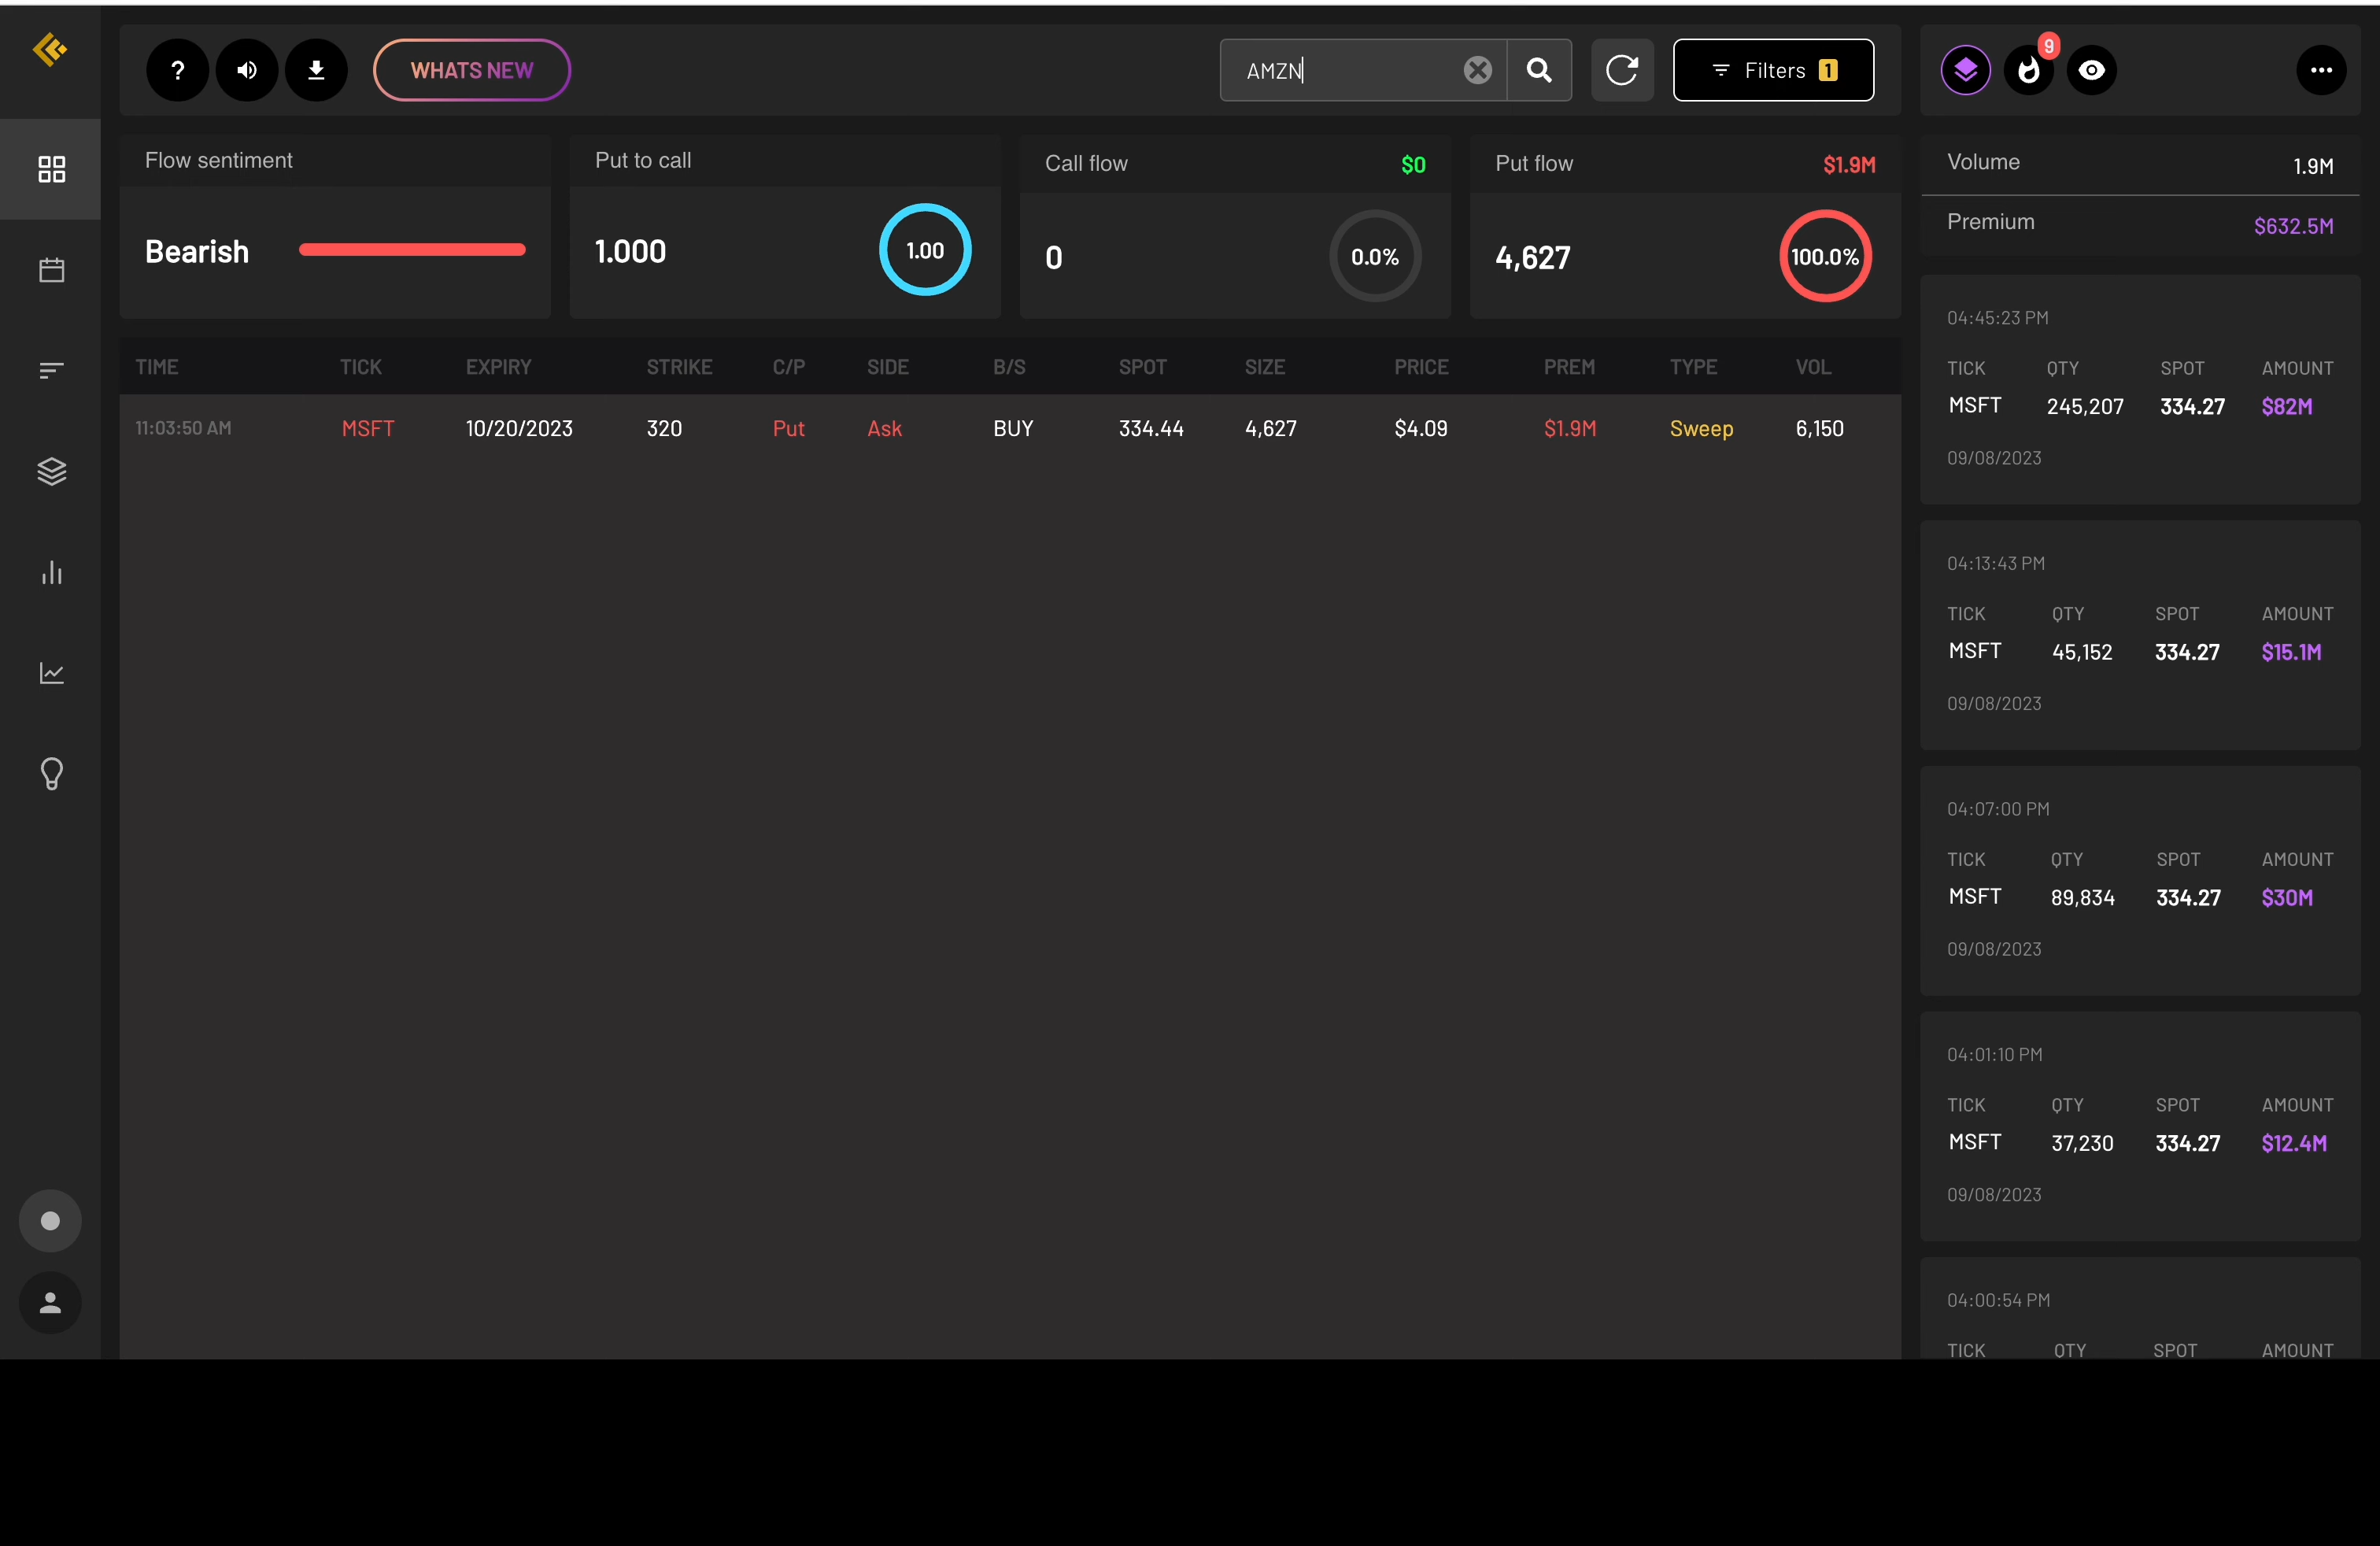 ? WHATS NEW AMZN Filters 1 9
Flow sentiment
Bearish
Put to call
1.000 1.00
Call flow $0
0 0.0%
Put flow $1.9M
4,627 100.0%
TIME TICK EXPIRY STRIKE C/P SIDE B/S SPOT SIZE PRICE PREM TYPE VOL
11:03:50 AM MSFT 10/20/2023 320 Put Ask BUY 334.44 4,627 $4.09 $1.9M Sweep 6,150
Volume 1.9M
Premium $632.5M
04:45:23 PM
TICK QTY SPOT AMOUNT
MSFT 245,207 334.27 $82M
09/08/2023
04:13:43 PM
TICK QTY SPOT AMOUNT
MSFT 45,152 334.27 $15.1M
09/08/2023
04:07:00 PM
TICK QTY SPOT AMOUNT
MSFT 89,834 334.27 $30M
09/08/2023
04:01:10 PM
TICK QTY SPOT AMOUNT
MSFT 37,230 334.27 $12.4M
09/08/2023
04:00:54 PM
TICK QTY SPOT AMOUNT